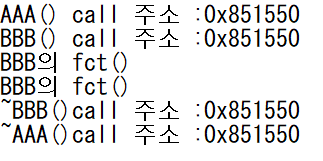 AAA() call 주소 :0x851550
BBB() call 주소 :0x851550
BBB의 fct()
BBB의 fct()
~BBB()call 주소 :0x851550
~AAA()call 주소 :0x851550